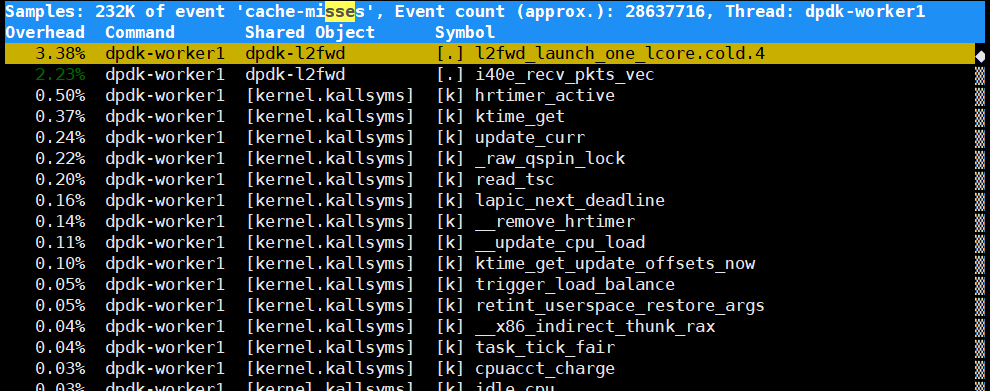 Samples: 232K of event 'cache-misses', Event count (approx.): 28637716, Thread: dpdk-worker1
Overhead  Command       Shared Object      Symbol
3.38%  dpdk-worker1  dpdk-l2fwd         [.] l2fwd_launch_one_lcore.cold.4
2.23%  dpdk-worker1  dpdk-l2fwd         [.] i40e_recv_pkts_vec
0.50%  dpdk-worker1  [kernel.kallsyms]  [k] hrtimer_active
0.37%  dpdk-worker1  [kernel.kallsyms]  [k] ktime_get
0.24%  dpdk-worker1  [kernel.kallsyms]  [k] update_curr
0.22%  dpdk-worker1  [kernel.kallsyms]  [k] _raw_qspin_lock
0.20%  dpdk-worker1  [kernel.kallsyms]  [k] read_tsc
0.16%  dpdk-worker1  [kernel.kallsyms]  [k] lapic_next_deadline
0.14%  dpdk-worker1  [kernel.kallsyms]  [k] __remove_hrtimer
0.11%  dpdk-worker1  [kernel.kallsyms]  [k] __update_cpu_load
0.10%  dpdk-worker1  [kernel.kallsyms]  [k] ktime_get_update_offsets_now
0.05%  dpdk-worker1  [kernel.kallsyms]  [k] trigger_load_balance
0.05%  dpdk-worker1  [kernel.kallsyms]  [k] retint_userspace_restore_args
0.04%  dpdk-worker1  [kernel.kallsyms]  [k] __x86_indirect_thunk_rax
0.04%  dpdk-worker1  [kernel.kallsyms]  [k] task_tick_fair
0.03%  dpdk-worker1  [kernel.kallsyms]  [k] cpuacct_charge
0.03%  dpdk-worker1  [kernel.kallsyms]  [k] idle_cpu